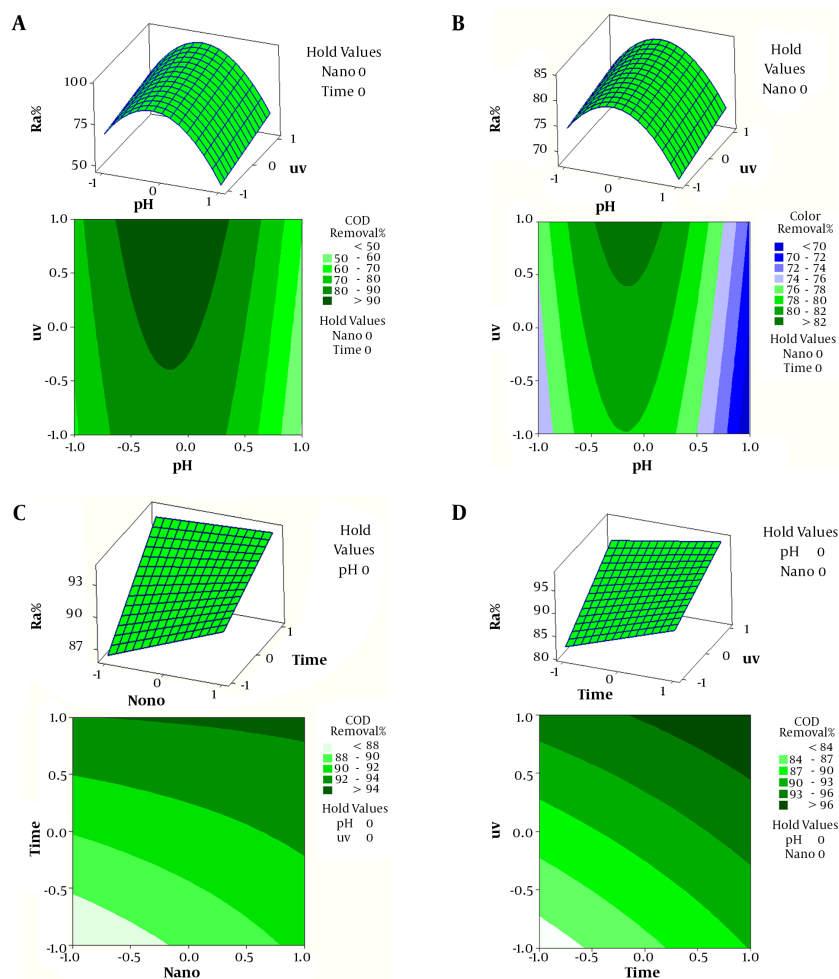 A
Hold Values
Nano 0
Time 0
Ra%
100
75
50
-1
0
1
pH
-1
0
1
uv
1.0
0.5
0.0
-0.5
-1.0
uv
-1.0
-0.5
0.0
0.5
1.0
pH
COD
Removal%
< 50
50 - 60
60 - 70
70 - 80
80 - 90
> 90
Hold Values
Nano 0
Time 0
B
Hold
Values
Nano 0
Ra%
85
80
75
70
-1
0
1
pH
-1
0
1
uv
1.0
0.5
0.0
-0.5
-1.0
uv
-1.0
-0.5
0.0
0.5
1.0
pH
Color
Removal%
<70
70 - 72
72 - 74
74 - 76
76 - 78
78 - 80
80 - 82
> 82
Hold Values
Nano 0
Time 0
C
Hold
Values
pH 0
Ra%
93
90
87
-1
0
1
Nono
-1
0
1
Time
1.0
0.5
0.0
-0.5
-1.0
Time
-1.0
-0.5
0.0
0.5
1.0
Nano
COD
Removal%
< 88
88 - 90
90 - 92
92 - 94
> 94
Hold Values
pH 0
uv 0
D
Hold Values
pH 0
Nano 0
Ra%
95
90
85
80
-1
0
1
Time
-1
0
1
uv
1.0
0.5
0.0
-0.5
-1.0
uv
-1.0
-0.5
0.0
0.5
1.0
Time
COD
Removal%
< 84
84 - 87
87 - 90
90 - 93
93 - 96
> 96
Hold Values
pH 0
Nano 0